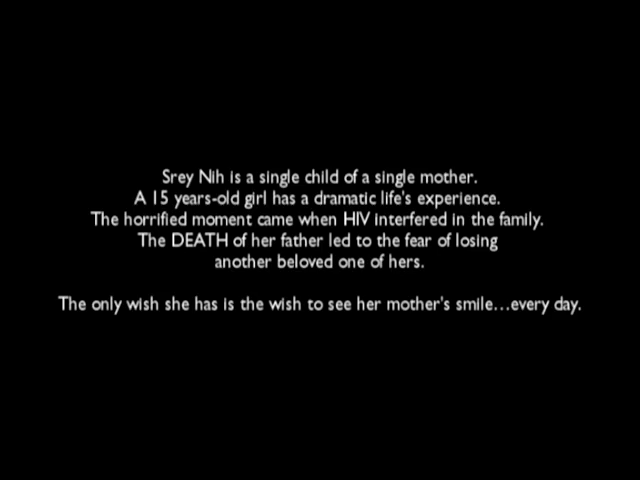 Srey Nih is a single child of a single mother.
A 15 years-old girl has a dramatic life's experience.
The horrified moment came when HIV interfered in the family.
The DEATH of her father led to the fear of losing
another beloved one of hers.
The only wish she has is the wish to see her mother's smile...every day.